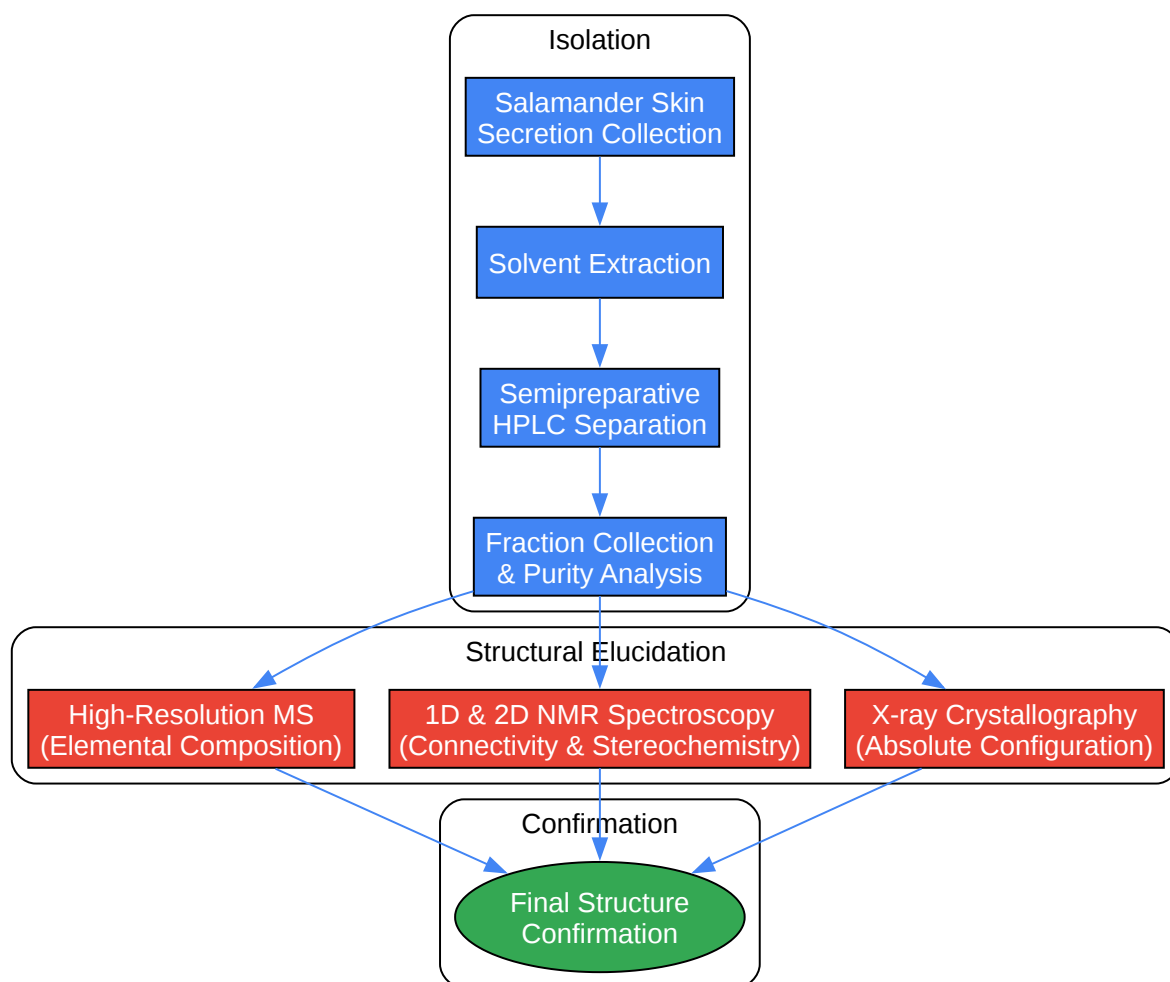 Isolation
Salamander Skin
Secretion Collection
Solvent Extraction
Semipreparative
HPLC Separation
Fraction Collection
& Purity Analysis
Structural Elucidation
High-Resolution MS
(Elemental Composition)
1D & 2D NMR Spectroscopy
(Connectivity & Stereochemistry)
X-ray Crystallography
(Absolute Configuration)
Confirmation
Final Structure
Confirmation